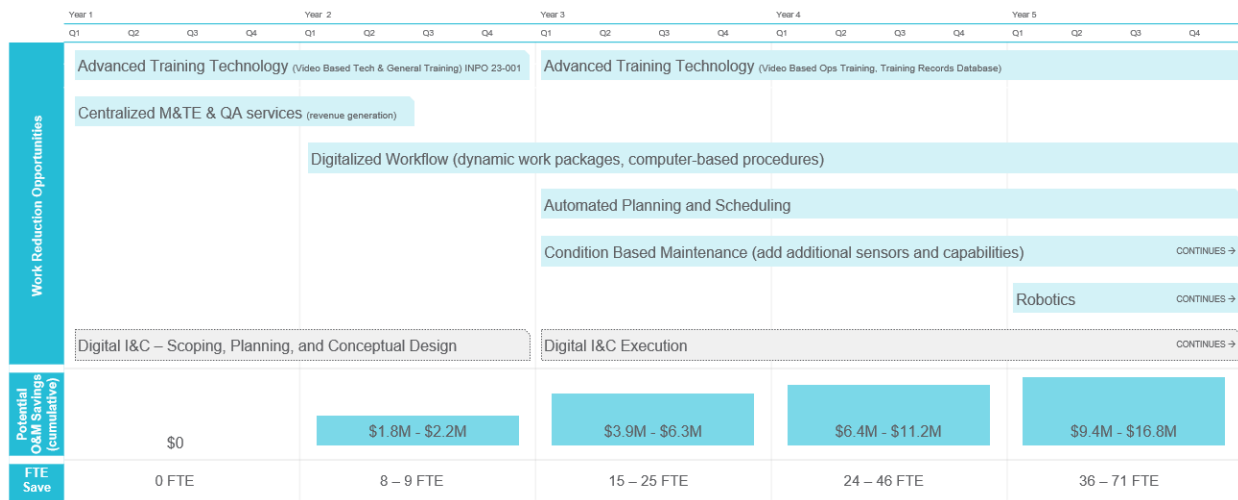 Year 1 Year 2 Year 3 Year 4 Year 5
Q1 Q2 Q3 Q4 Q1 Q2 Q3 Q4 Q1 Q2 Q3 Q4 Q1 Q2 Q3 Q4 Q1 Q2 Q3 Q4
Work Reduction Opportunities
Advanced Training Technology (Video Based Tech & General Training) INPO 23-001
Advanced Training Technology (Video Based Ops Training, Training Records Database)
Centralized M&TE & QA services (revenue generation)
Digitalized Workflow (dynamic work packages, computer-based procedures)
Automated Planning and Scheduling
Condition Based Maintenance (add additional sensors and capabilities) CONTINUES →
Robotics CONTINUES →
Digital I&C – Scoping, Planning, and Conceptual Design
Digital I&C Execution CONTINUES →
Potential
O&M Savings
(cumulative)
$0 $1.8M - $2.2M $3.9M - $6.3M $6.4M - $11.2M $9.4M - $16.8M
FTE
Save
0 FTE 8 – 9 FTE 15 – 25 FTE 24 – 46 FTE 36 – 71 FTE